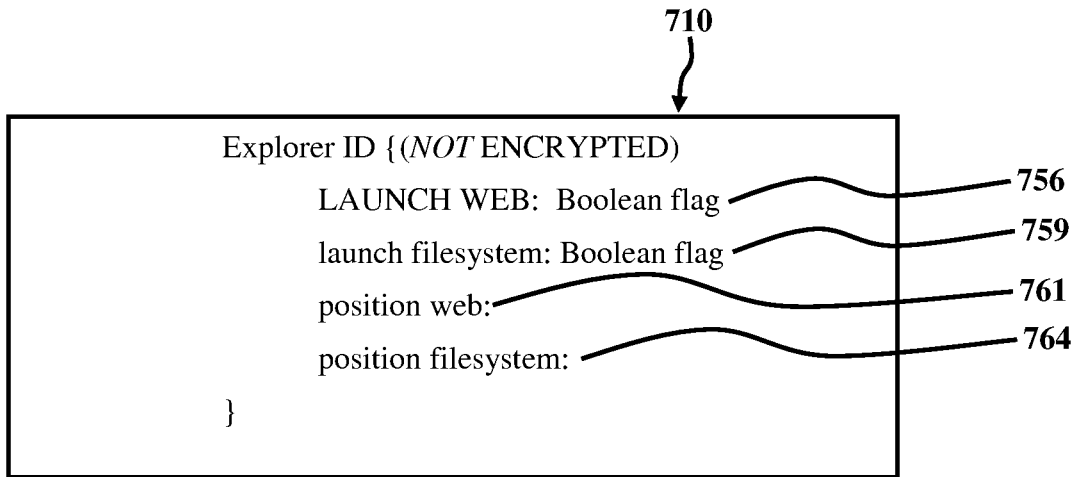 710
Explorer ID {(NOT ENCRYPTED)
LAUNCH WEB: Boolean flag
756
launch filesystem: Boolean flag
759
position web:
761
position filesystem:
764
}